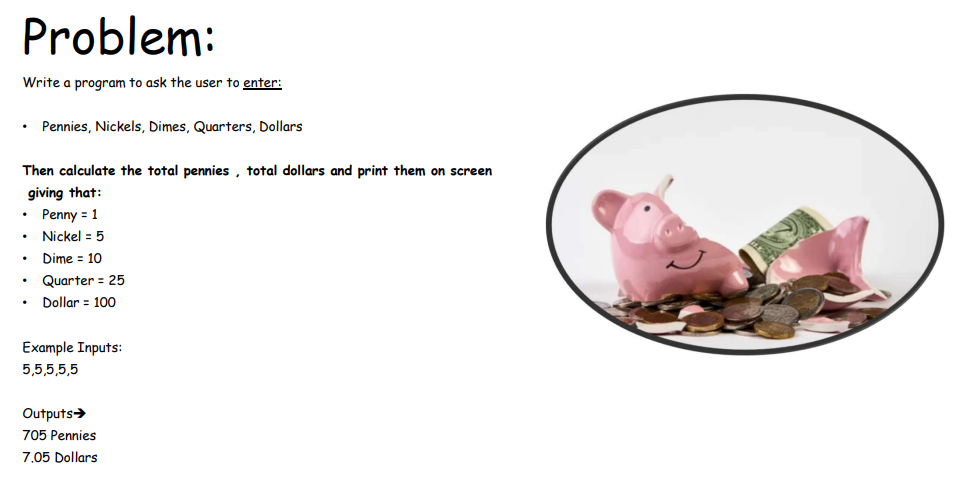 Problem:
Write a program to ask the user to enter:
• Pennies, Nickels, Dimes, Quarters, Dollars
Then calculate the total pennies , total dollars and print them on screen
giving that:
• Penny = 1
• Nickel = 5
• Dime = 10
• Quarter = 25
• Dollar = 100
Example Inputs:
5,5,5,5,5
Outputs➔
705 Pennies
7.05 Dollars